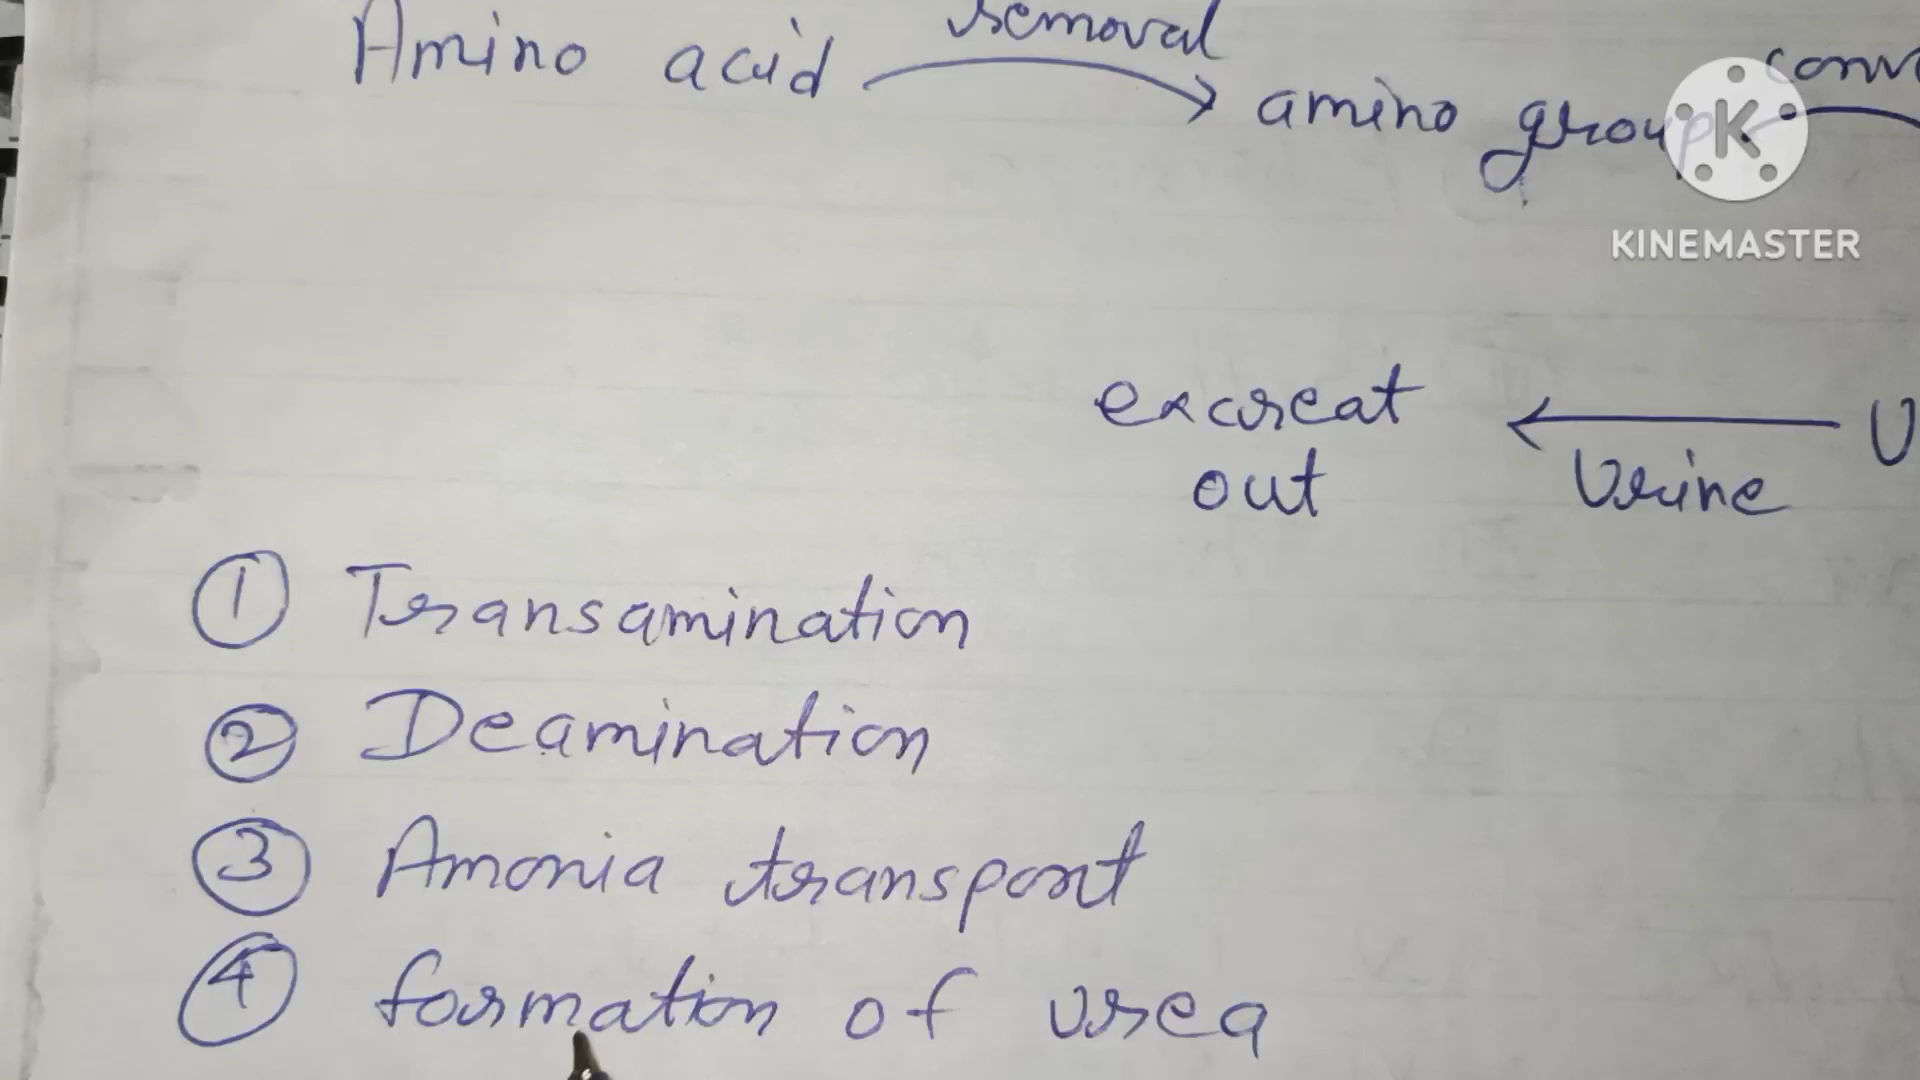 removal
Amino acid
conv
amino group
KINEMASTER
excreat
out
Urine
U
1 Transamination
2 Deamination
3 Amonia transport
4 formation of urea